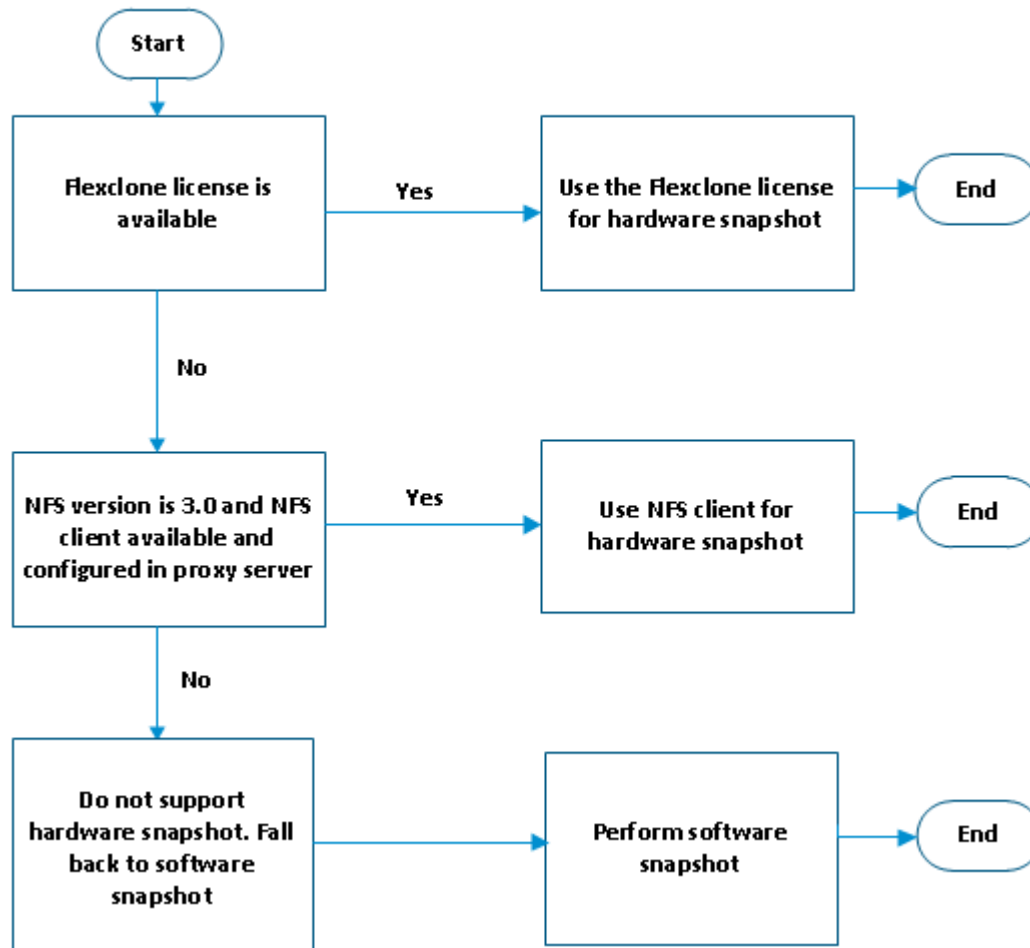 Start
Flexclone license is
available
Yes
Use the Flexclone license
for hardware snapshot
End
No
NFS version is 3.0 and NFS
client available and
configured in proxy server
Yes
Use NFS client for
hardware snapshot
End
No
Do not support
hardware snapshot. Fall
back to software
snapshot
Perform software
snapshot
End